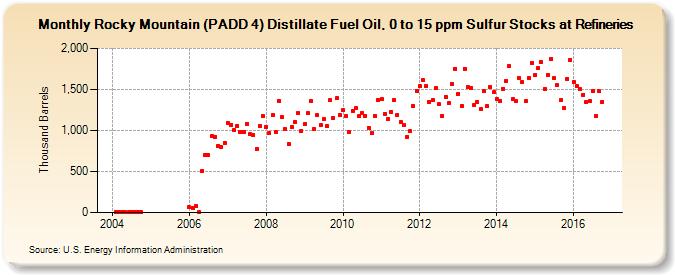 Monthly Rocky Mountain (PADD 4) Distillate Fuel Oil, 0 to 15 ppm Sulfur Stocks at Refineries
Thousand Barrels
2,000
1,500
1,000
500
0
2004 2006 2008 2010 2012 2014 2016
Source: U.S. Energy Information Administration